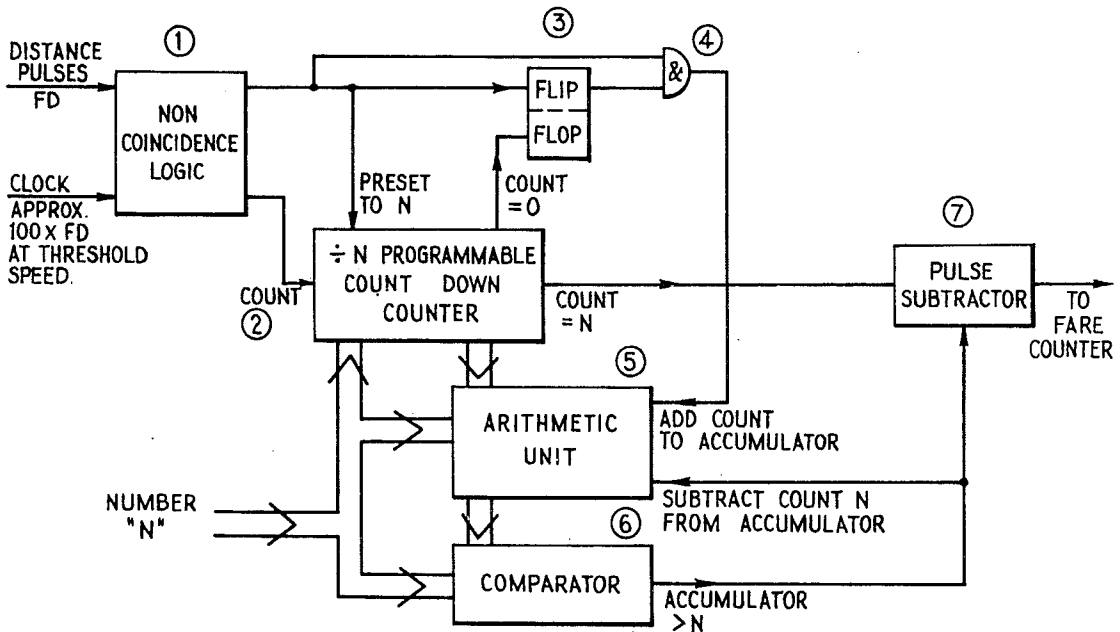 ①
③
④
DISTANCE
PULSES
FD
NON
COINCIDENCE
LOGIC
FLIP
FLOP
&
CLOCK
APPROX.
100 x FD
AT THRESHOLD
SPEED.
PRESET
TO N
COUNT
=0
COUNT
②
÷ N PROGRAMMABLE
COUNT DOWN
COUNTER
COUNT
=N
⑦
PULSE
SUBTRACTOR
TO
FARE
COUNTER
⑤
ARITHMETIC
UNIT
ADD COUNT
TO ACCUMULATOR
SUBTRACT COUNT N
FROM ACCUMULATOR
NUMBER
"N"
⑥
COMPARATOR
ACCUMULATOR
>N